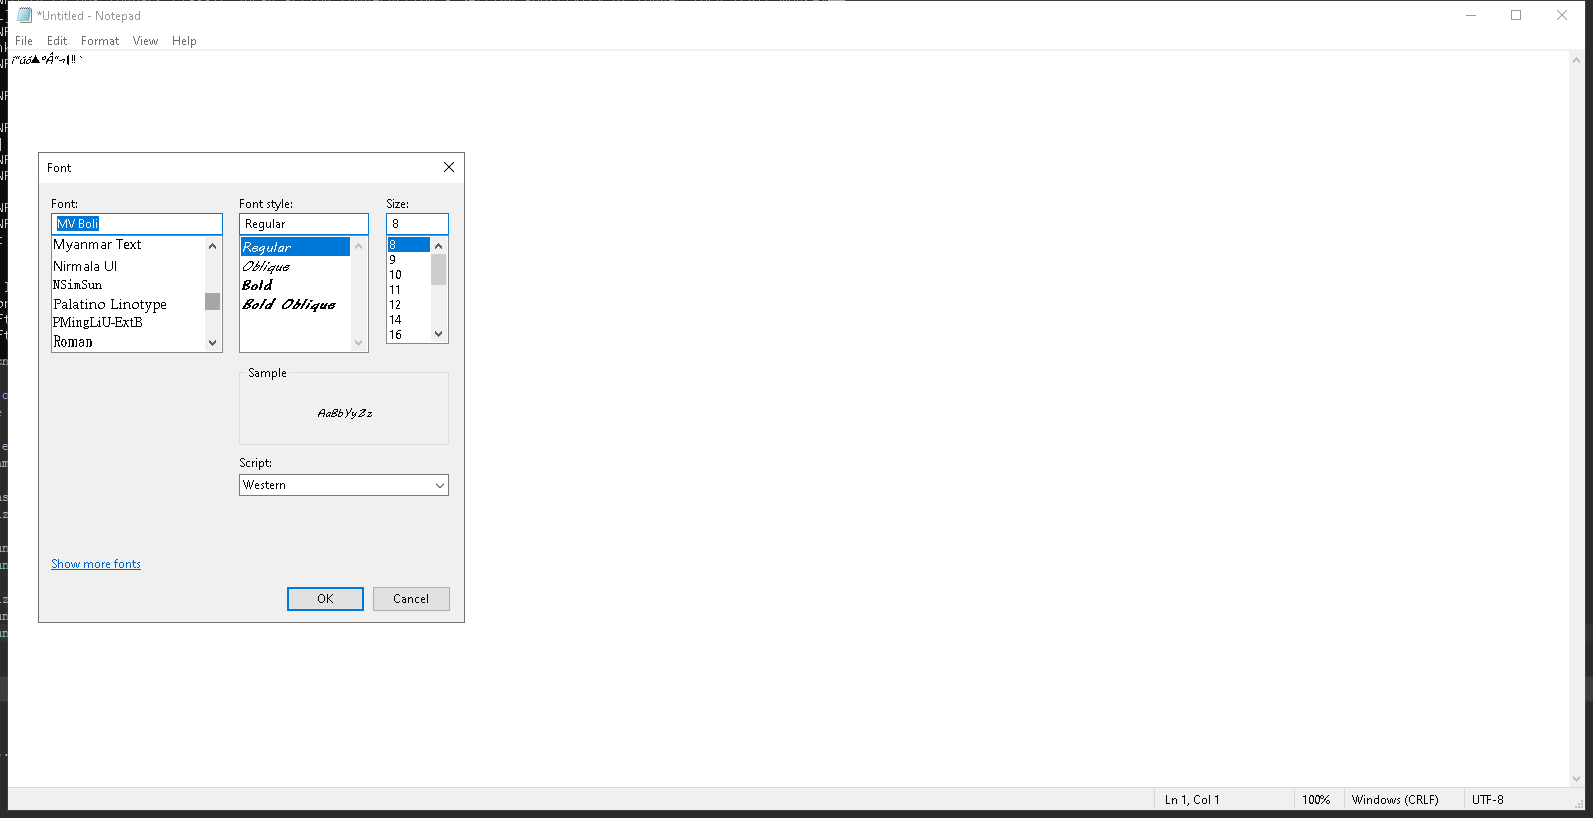 *Untitled - Notepad
File Edit Format View Help
Font
Font:
MV Boli
Myanmar Text
Nirmala UI
NSimSun
Palatino Linotype
PMingLiU-ExtB
Roman
Font style:
Regular
Regular
Oblique
Bold
Bold Oblique
Size:
8
8
9
10
11
12
14
16
Sample
AaBbYyZz
Script:
Western
Show more fonts
OK
Cancel
Ln 1, Col 1
100%
Windows (CRLF)
UTF-8